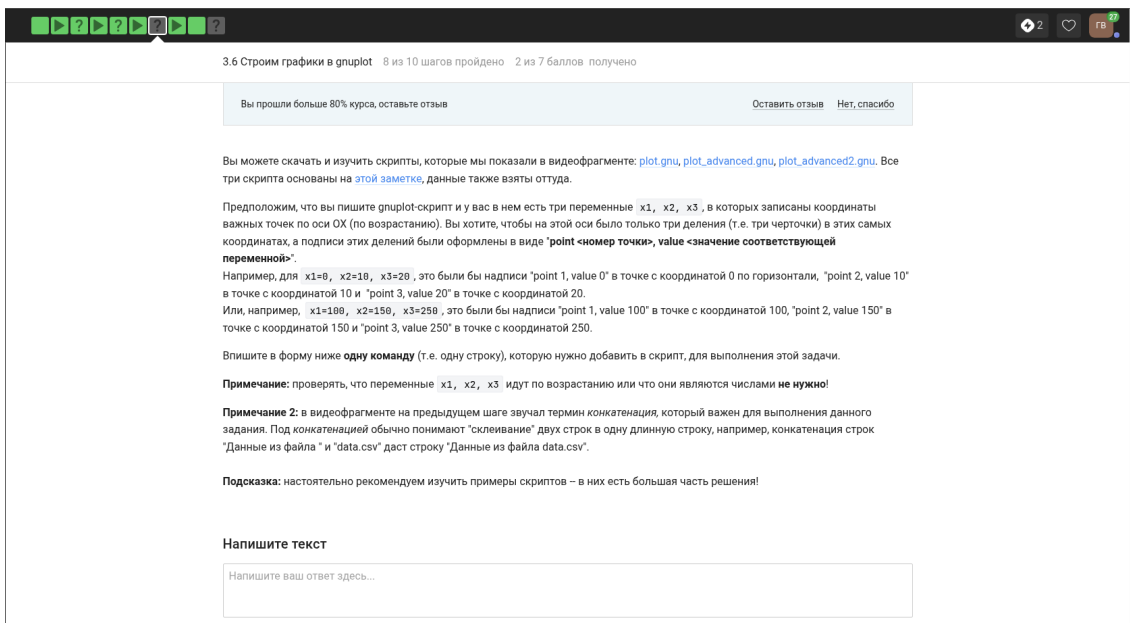 2
ГВ
27
3.6 Строим графики в gnuplot 8 из 10 шагов пройдено 2 из 7 баллов получено
Вы прошли больше 80% курса, оставьте отзыв Оставить отзыв Нет, спасибо
Вы можете скачать и изучить скрипты, которые мы показали в видеофрагменте: plot.gnu, plot_advanced.gnu, plot_advanced2.gnu. Все
три скрипта основаны на этой заметке, данные также взяты оттуда.
Предположим, что вы пишите gnuplot-скрипт и у вас в нем есть три переменные x1, x2, x3, в которых записаны координаты
важных точек по оси ОХ (по возрастанию). Вы хотите, чтобы на этой оси было только три деления (т.е. три черточки) в этих самых
координатах, а подписи этих делений были оформлены в виде "point <номер точки>, value <значение соответствующей
переменной>".
Например, для x1=0, x2=10, x3=20, это были бы надписи "point 1, value 0" в точке с координатой 0 по горизонтали, "point 2, value 10"
в точке с координатой 10 и "point 3, value 20" в точке с координатой 20.
Или, например, x1=100, x2=150, x3=250, это были бы надписи "point 1, value 100" в точке с координатой 100, "point 2, value 150" в
точке с координатой 150 и "point 3, value 250" в точке с координатой 250.
Впишите в форму ниже одну команду (т.е. одну строку), которую нужно добавить в скрипт, для выполнения этой задачи.
Примечание: проверять, что переменные x1, x2, x3 идут по возрастанию или что они являются числами не нужно!
Примечание 2: в видеофрагменте на предыдущем шаге звучал термин конкатенация, который важен для выполнения данного
задания. Под конкатенацией обычно понимают "склеивание" двух строк в одну длинную строку, например, конкатенация строк
"Данные из файла " и "data.csv" даст строку "Данные из файла data.csv".
Подсказка: настоятельно рекомендуем изучить примеры скриптов – в них есть большая часть решения!
Напишите текст
Напишите ваш ответ здесь...